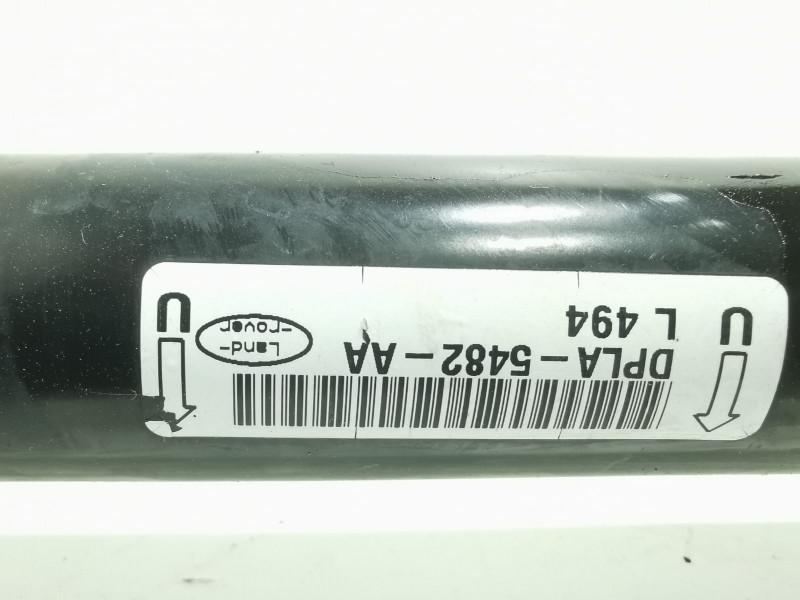 DPLA-5482-AA
L 494
Land-
-rover
U
U